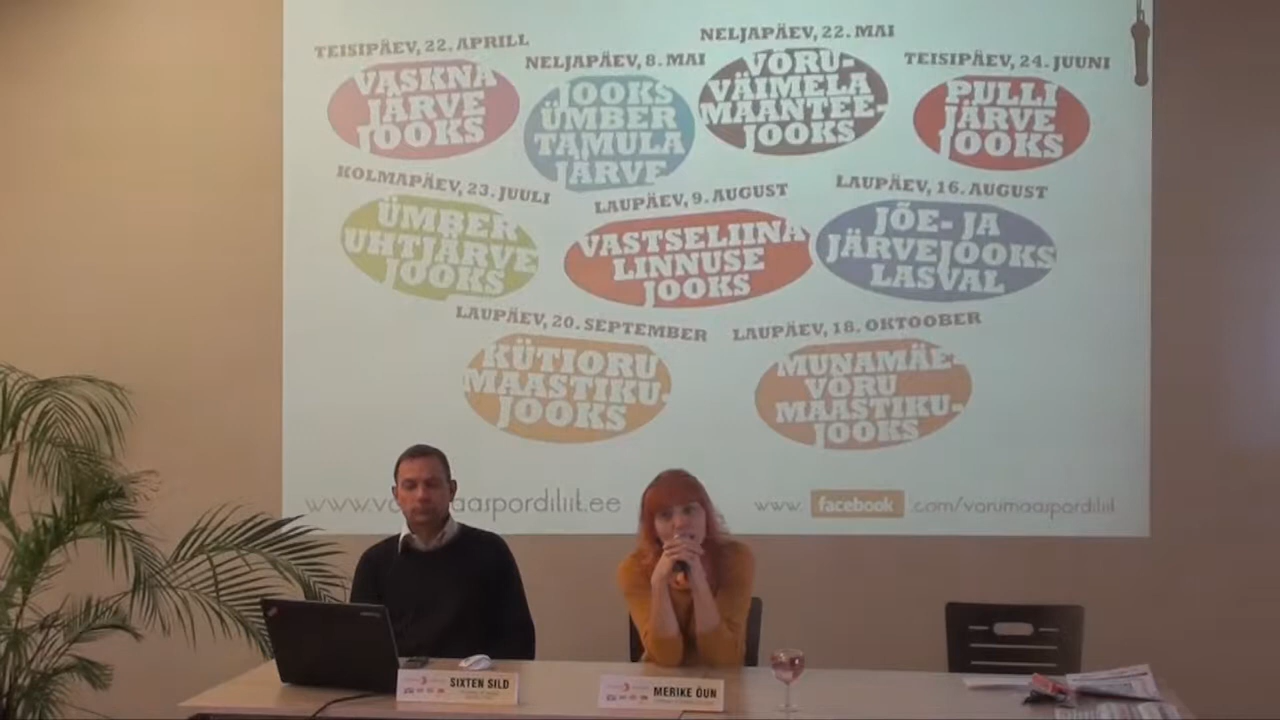 TEISIPÄEV, 22. APRILL
VASKNA
JÄRVE
JOOKS
NELJAPÄEV, 8. MAI
JOOKS
ÜMBER
TAMULA
JÄRVE
NELJAPÄEV, 22. MAI
VÕRU-
VÄIMELA
MAANTEE-
JOOKS
TEISIPÄEV, 24. JUUNI
PULLI
JÄRVE
JOOKS
KOLMAPÄEV, 23. JUULI
ÜMBER
UHTJÄRVE
JOOKS
LAUPÄEV, 9. AUGUST
VASTSELIINA
LINNUSE
JOOKS
LAUPÄEV, 16. AUGUST
JÕE- JA
JÄRVEJOOKS
LASVAL
LAUPÄEV, 20. SEPTEMBER
KÜTIORU
MAASTIKU-
JOOKS
LAUPÄEV, 18. OKTOOBER
MUNAMÄE-
VÕRU
MAASTIKU-
JOOKS
www.vo maaspordiliit.ee
www. facebook .com/vorumaaspordiliit
SIXTEN SILD
MERIKE ÕUN